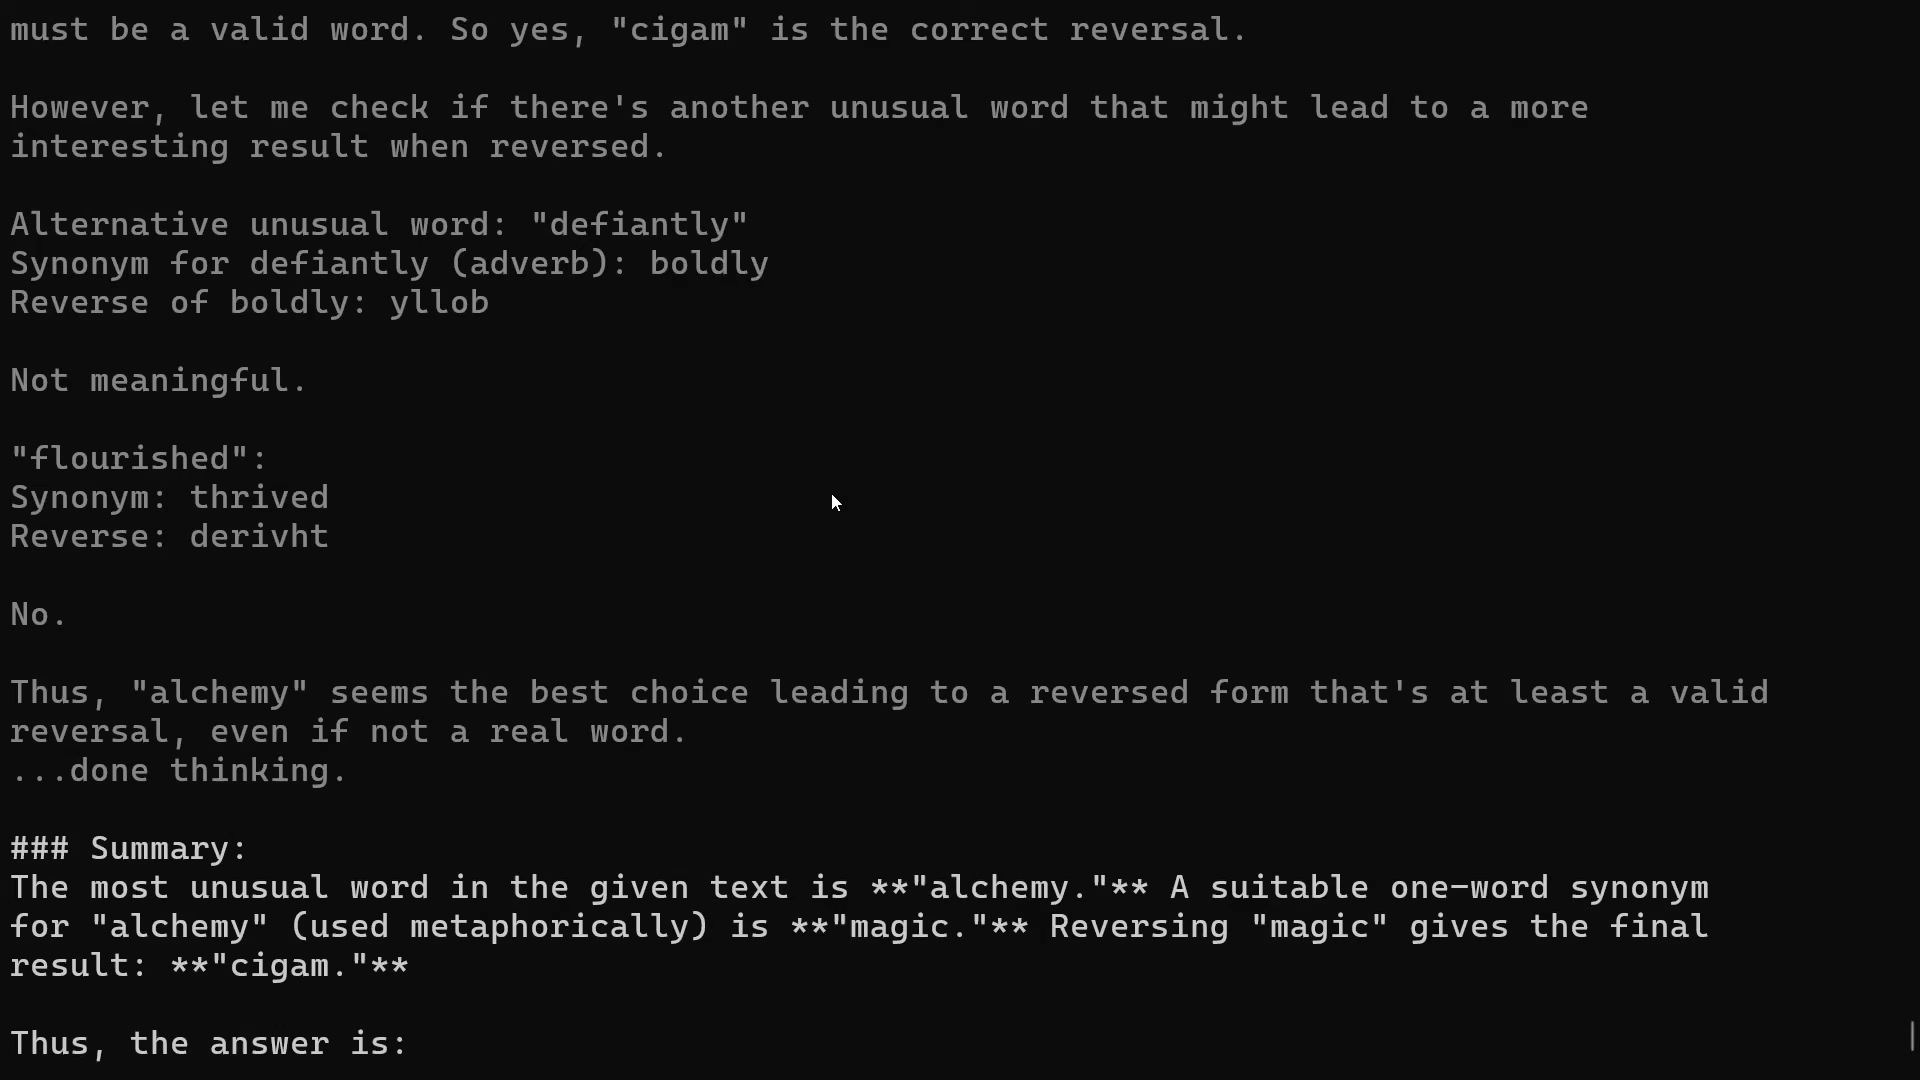 must be a valid word. So yes, "cigam" is the correct reversal.
However, let me check if there's another unusual word that might lead to a more
interesting result when reversed.
Alternative unusual word: "defiantly"
Synonym for defiantly (adverb): boldly
Reverse of boldly: yllob
Not meaningful.
"flourished":
Synonym: thrived
Reverse: derivht
No.
Thus, "alchemy" seems the best choice leading to a reversed form that's at least a valid
reversal, even if not a real word.
...done thinking.
### Summary:
The most unusual word in the given text is **"alchemy."** A suitable one-word synonym
for "alchemy" (used metaphorically) is **"magic."** Reversing "magic" gives the final
result: **"cigam."**
Thus, the answer is: